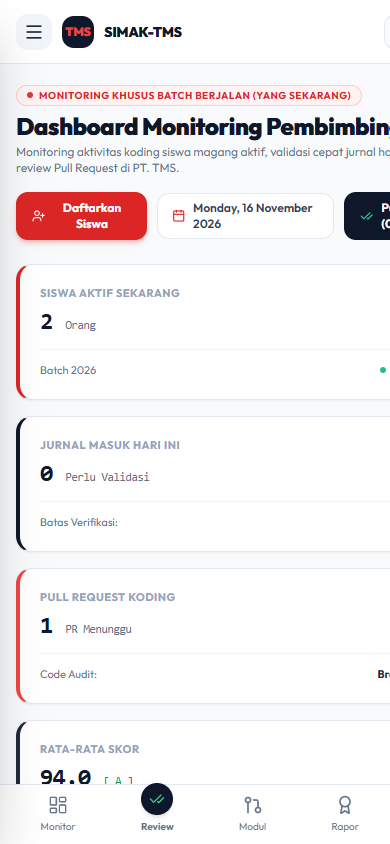 TMS SIMAK-TMS
MONITORING KHUSUS BATCH BERJALAN (YANG SEKARANG)
Dashboard Monitoring Pembimbing
Monitoring aktivitas koding siswa magang aktif, validasi cepat jurnal
review Pull Request di PT. TMS.
Daftarkan
Siswa
Monday, 16 November
2026
SISWA AKTIF SEKARANG
2 Orang
Batch 2026
JURNAL MASUK HARI INI
0 Perlu Validasi
Batas Verifikasi:
PULL REQUEST KODING
1 PR Menunggu
Code Audit:
RATA-RATA SKOR
94.0 [ A ]
Monitor
Review
Modul
Rapor